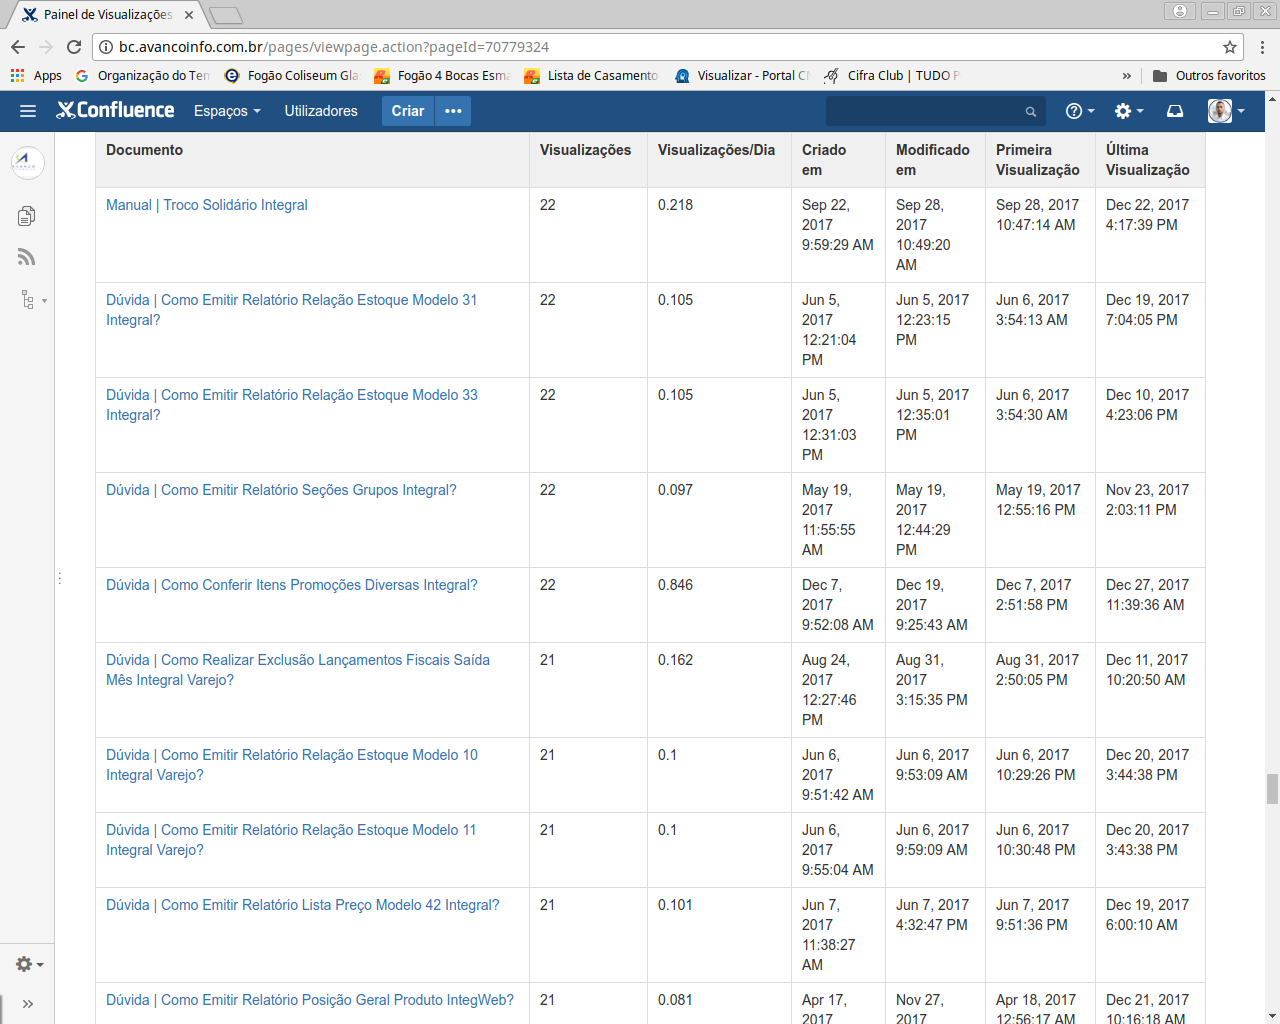 Painel de Visualizações
bc.avancoinfo.com.br/pages/viewpage.action?pageId=70779324
Apps Organização do Ter Fogão Coliseum Gla Fogão 4 Bocas Esma Lista de Casamento Visualizar - Portal C Cifra Club | TUDO P » Outros favoritos
Confluence Espaços Utilizadores Criar •••
Documento Visualizações Visualizações/Dia Criado em Modificado em Primeira Visualização Última Visualização
Manual | Troco Solidário Integral 22 0.218 Sep 22, 2017 9:59:29 AM Sep 28, 2017 10:49:20 AM Sep 28, 2017 10:47:14 AM Dec 22, 2017 4:17:39 PM
Dúvida | Como Emitir Relatório Relação Estoque Modelo 31 Integral? 22 0.105 Jun 5, 2017 12:21:04 PM Jun 5, 2017 12:23:15 PM Jun 6, 2017 3:54:13 AM Dec 19, 2017 7:04:05 PM
Dúvida | Como Emitir Relatório Relação Estoque Modelo 33 Integral? 22 0.105 Jun 5, 2017 12:31:03 PM Jun 5, 2017 12:35:01 PM Jun 6, 2017 3:54:30 AM Dec 10, 2017 4:23:06 PM
Dúvida | Como Emitir Relatório Seções Grupos Integral? 22 0.097 May 19, 2017 11:55:55 AM May 19, 2017 12:44:29 PM May 19, 2017 12:55:16 PM Nov 23, 2017 2:03:11 PM
Dúvida | Como Conferir Itens Promoções Diversas Integral? 22 0.846 Dec 7, 2017 9:52:08 AM Dec 19, 2017 9:25:43 AM Dec 7, 2017 2:51:58 PM Dec 27, 2017 11:39:36 AM
Dúvida | Como Realizar Exclusão Lançamentos Fiscais Saída Mês Integral Varejo? 21 0.162 Aug 24, 2017 12:27:46 PM Aug 31, 2017 3:15:35 PM Aug 31, 2017 2:50:05 PM Dec 11, 2017 10:20:50 AM
Dúvida | Como Emitir Relatório Relação Estoque Modelo 10 Integral Varejo? 21 0.1 Jun 6, 2017 9:51:42 AM Jun 6, 2017 9:53:09 AM Jun 6, 2017 10:29:26 PM Dec 20, 2017 3:44:38 PM
Dúvida | Como Emitir Relatório Relação Estoque Modelo 11 Integral Varejo? 21 0.1 Jun 6, 2017 9:55:04 AM Jun 6, 2017 9:59:09 AM Jun 6, 2017 10:30:48 PM Dec 20, 2017 3:43:38 PM
Dúvida | Como Emitir Relatório Lista Preço Modelo 42 Integral? 21 0.101 Jun 7, 2017 11:38:27 AM Jun 7, 2017 4:32:47 PM Jun 7, 2017 9:51:36 PM Dec 19, 2017 6:00:10 AM
Dúvida | Como Emitir Relatório Posição Geral Produto IntegWeb? 21 0.081 Apr 17, 2017 Nov 27, 2017 Apr 18, 2017 12:56:17 AM Dec 21, 2017 10:16:18 AM